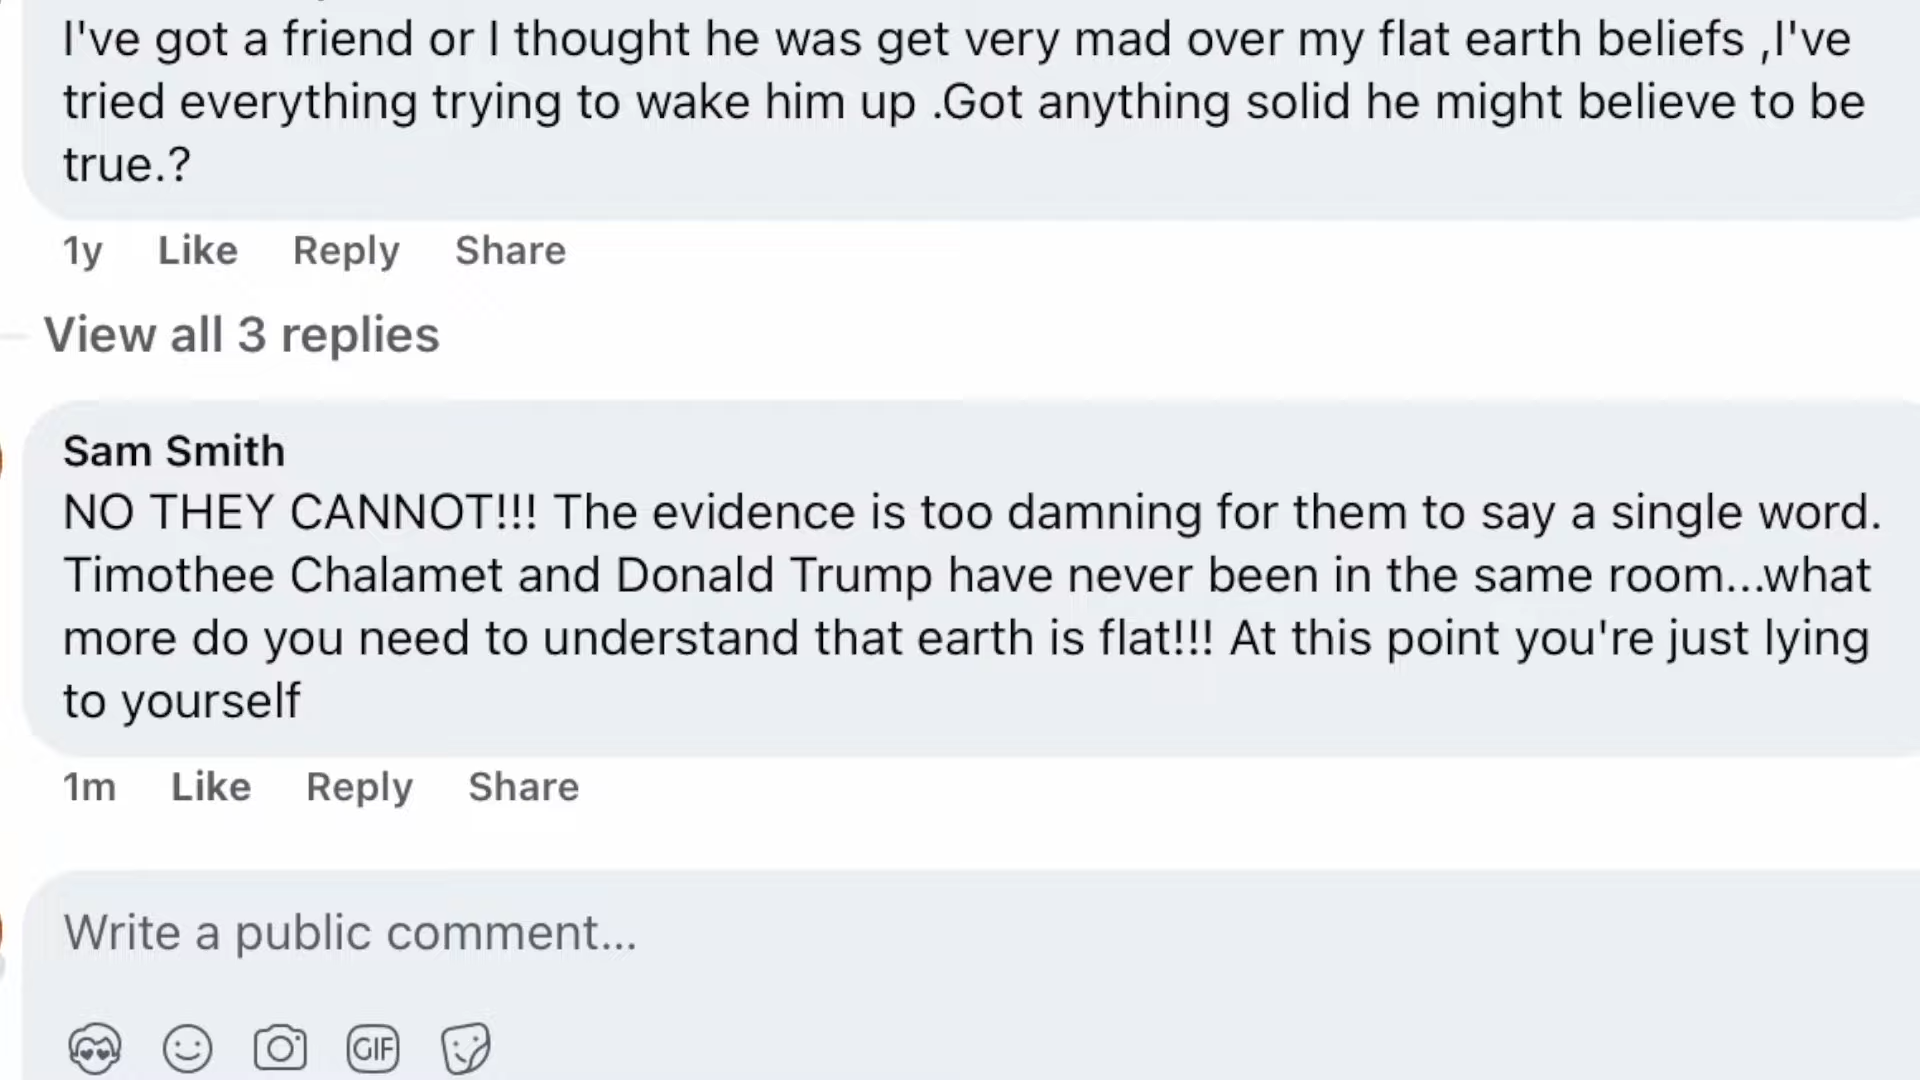 I've got a friend or I thought he was get very mad over my flat earth beliefs ,I've
tried everything trying to wake him up .Got anything solid he might believe to be
true.?
1y Like Reply Share
View all 3 replies
Sam Smith
NO THEY CANNOT!!! The evidence is too damning for them to say a single word.
Timothee Chalamet and Donald Trump have never been in the same room...what
more do you need to understand that earth is flat!!! At this point you're just lying
to yourself
1m Like Reply Share
Write a public comment...
GIF